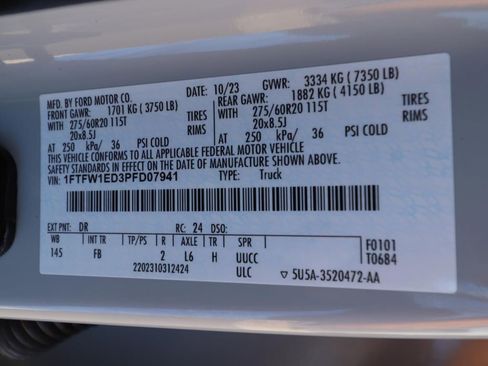 MFD. BY FORD MOTOR CO. 10/23 GVWR: 3334 KG ( 7350 LB)
FRONT GAWR: 1701 KG ( 3750 LB) REAR GAWR: 1882 KG ( 4150 LB)
WITH 275/60R20 115T TIRES WITH 275/60R20 115T TIRES
20x8.5J RIMS 20x8.5J RIMS
AT 250 kPa/ 36 PSI COLD AT 250 kPa/ 36 PSI COLD
THIS VEHICLE CONFORMS TO ALL APPLICABLE FEDERAL MOTOR VEHICLE
SAFETY STANDARDS IN EFFECT ON THE DATE OF MANUFACTURE SHOWN ABOVE.
VIN: 1FTFW1ED3PFD07941 TYPE: Truck
EXT PNT: DR RC: 24 DSO: F0101
WB INT TR TP/PS R AXLE TR SPR T0684
145 FB 2 L6 H UUCC
2202310312424 ULC ▽ 5U5A-3520472-AA